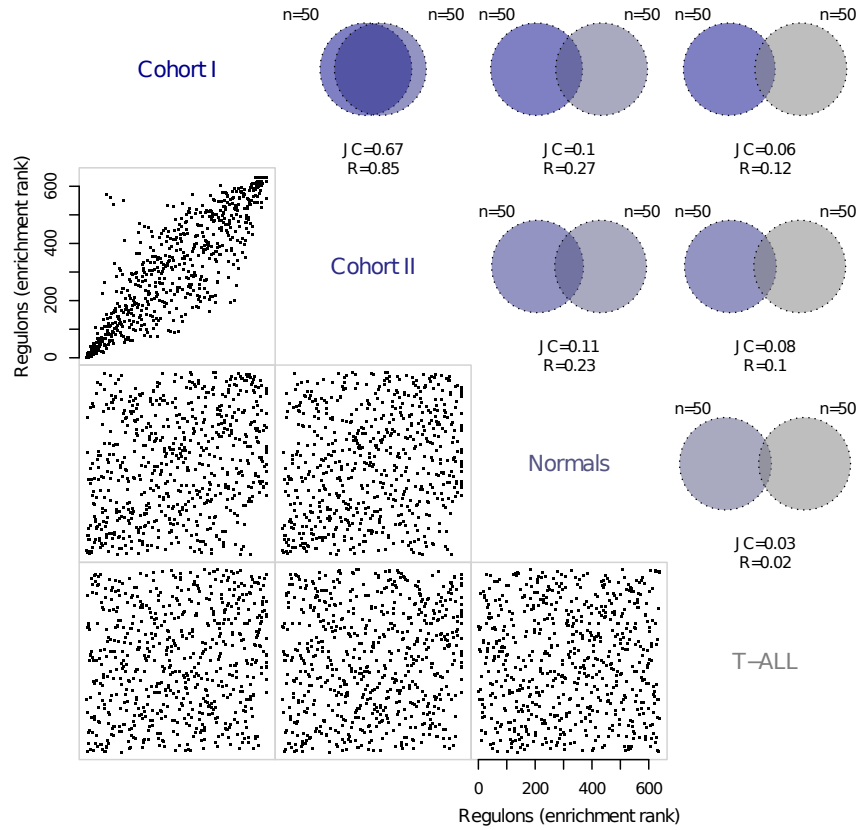 n=50 n=50 n=50 n=50 n=50 n=50
Cohort I
JC=0.67 JC=0.1 JC=0.06
R=0.85 R=0.27 R=0.12
Regulons (enrichment rank)
600
400
200
0
n=50 n=50 n=50 n=50
Cohort II
JC=0.11 JC=0.08
R=0.23 R=0.1
n=50 n=50
Normals
JC=0.03
R=0.02
T−ALL
0 200 400 600
Regulons (enrichment rank)